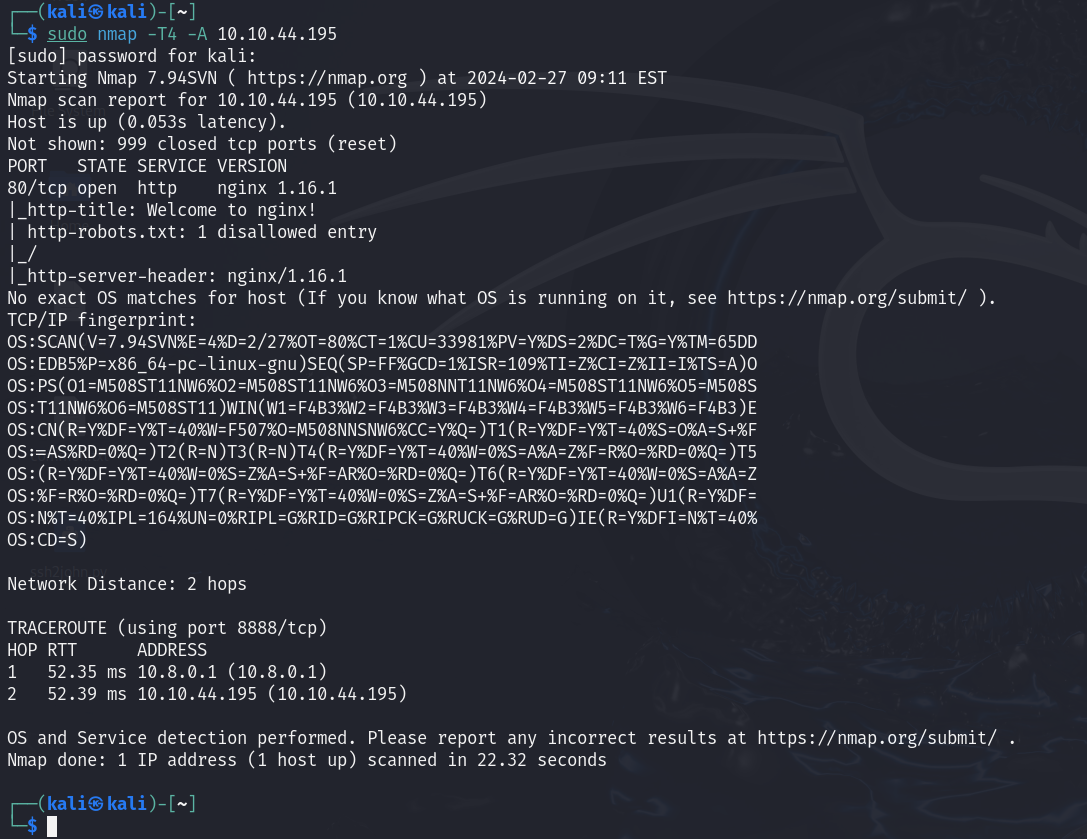 ┌──(kali㉿kali)-[~]
└─$ sudo nmap -T4 -A 10.10.44.195
[sudo] password for kali:
Starting Nmap 7.94SVN ( https://nmap.org ) at 2024-02-27 09:11 EST
Nmap scan report for 10.10.44.195 (10.10.44.195)
Host is up (0.053s latency).
Not shown: 999 closed tcp ports (reset)
PORT   STATE SERVICE VERSION
80/tcp open  http    nginx 1.16.1
|_http-title: Welcome to nginx!
| http-robots.txt: 1 disallowed entry
|_/
|_http-server-header: nginx/1.16.1
No exact OS matches for host (If you know what OS is running on it, see https://nmap.org/submit/ ).
TCP/IP fingerprint:
OS:SCAN(V=7.94SVN%E=4%D=2/27%OT=80%CT=1%CU=33981%PV=Y%DS=2%DC=T%G=Y%TM=65DD
OS:EDB5%P=x86_64-pc-linux-gnu)SEQ(SP=FF%GCD=1%ISR=109%TI=Z%CI=Z%II=I%TS=A)O
OS:PS(O1=M508ST11NW6%O2=M508ST11NW6%O3=M508NNT11NW6%O4=M508ST11NW6%O5=M508S
OS:T11NW6%O6=M508ST11)WIN(W1=F4B3%W2=F4B3%W3=F4B3%W4=F4B3%W5=F4B3%W6=F4B3)E
OS:CN(R=Y%DF=Y%T=40%W=F507%O=M508NNSNW6%CC=Y%Q=)T1(R=Y%DF=Y%T=40%S=O%A=S+%F
OS:=AS%RD=0%Q=)T2(R=N)T3(R=N)T4(R=Y%DF=Y%T=40%W=0%S=A%A=Z%F=R%O=%RD=0%Q=)T5
OS:(R=Y%DF=Y%T=40%W=0%S=Z%A=S+%F=AR%O=%RD=0%Q=)T6(R=Y%DF=Y%T=40%W=0%S=A%A=Z
OS:%F=R%O=%RD=0%Q=)T7(R=Y%DF=Y%T=40%W=0%S=Z%A=S+%F=AR%O=%RD=0%Q=)U1(R=Y%DF=
OS:N%T=40%IPL=164%UN=0%RIPL=G%RID=G%RIPCK=G%RUCK=G%RUD=G)IE(R=Y%DFI=N%T=40%
OS:CD=S)
Network Distance: 2 hops
TRACEROUTE (using port 8888/tcp)
HOP RTT      ADDRESS
1   52.35 ms 10.8.0.1 (10.8.0.1)
2   52.39 ms 10.10.44.195 (10.10.44.195)
OS and Service detection performed. Please report any incorrect results at https://nmap.org/submit/ .
Nmap done: 1 IP address (1 host up) scanned in 22.32 seconds
┌──(kali㉿kali)-[~]
└─$